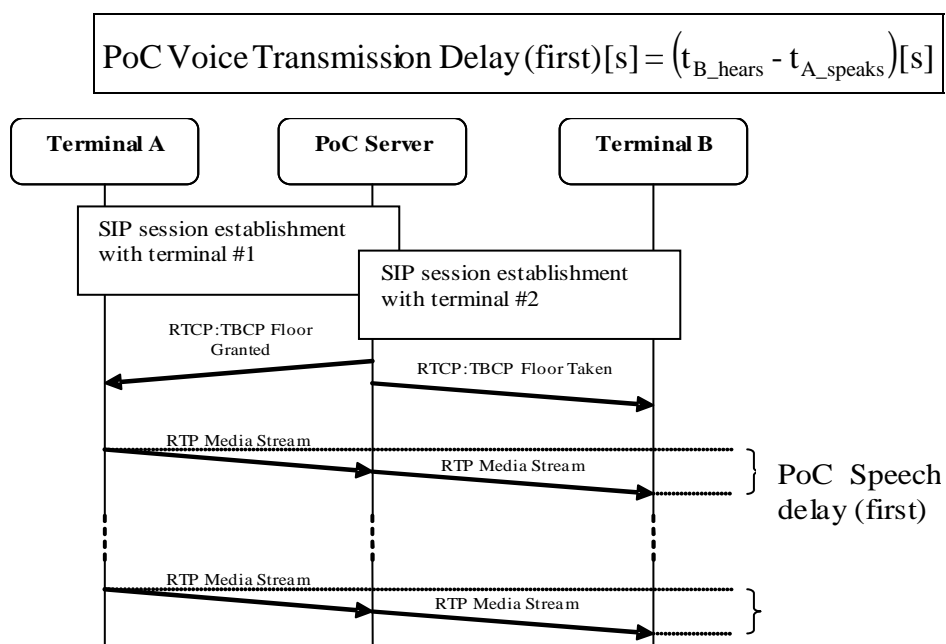 PoC Voice Transmission Delay (first) [s] = (t_B_hears - t_A_speaks) [s]
Terminal A
PoC Server
Terminal B
SIP session establishment
with terminal #1
SIP session establishment
with terminal #2
RTCP:TBCP Floor
Granted
RTCP:TBCP Floor Taken
RTP Media Stream
RTP Media Stream
PoC Speech
delay (first)
RTP Media Stream
RTP Media Stream